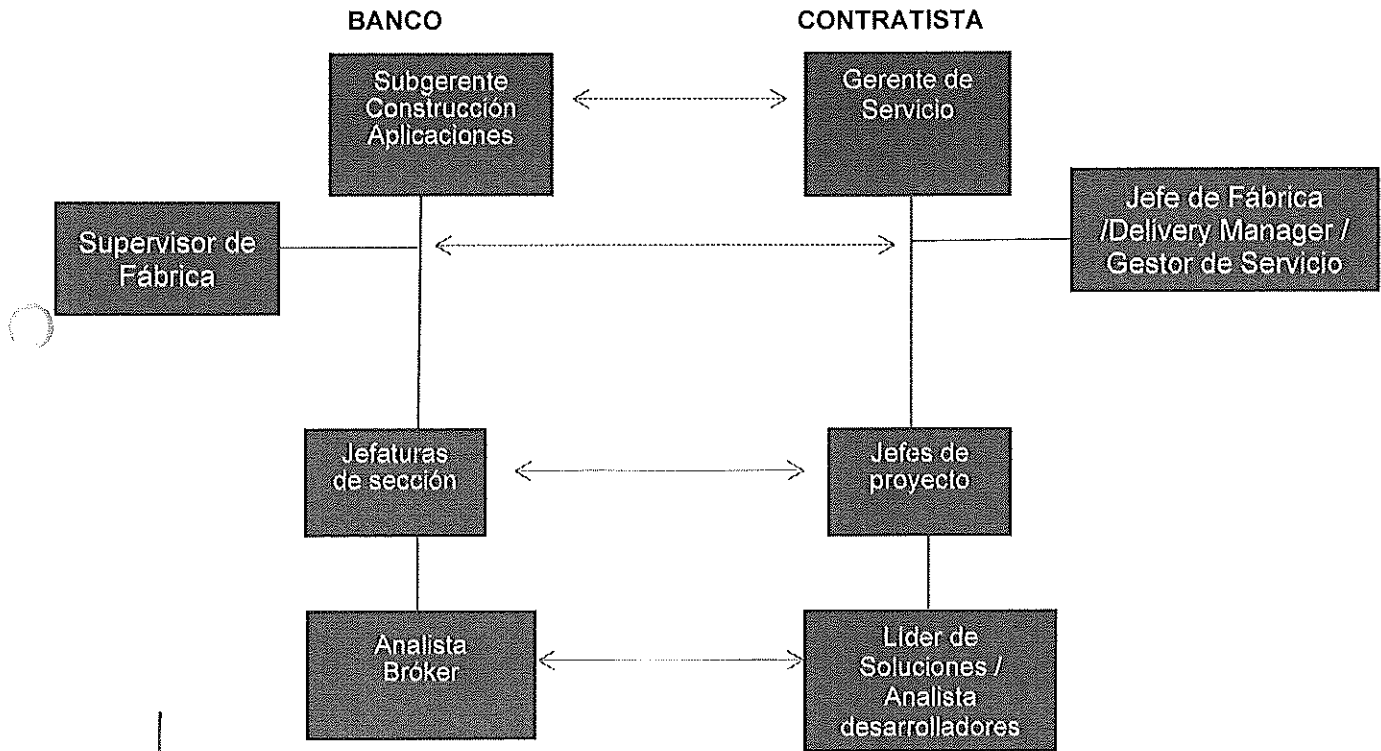 BANCO
CONTRATISTA
Subgerente
Construcción
Aplicaciones
Gerente de
Servicio
Supervisor de
Fábrica
Jefe de Fábrica
/Delivery Manager /
Gestor de Servicio
Jefaturas
de sección
Jefes de
proyecto
Analista
Bróker
Líder de
Soluciones /
Analista
desarrolladores